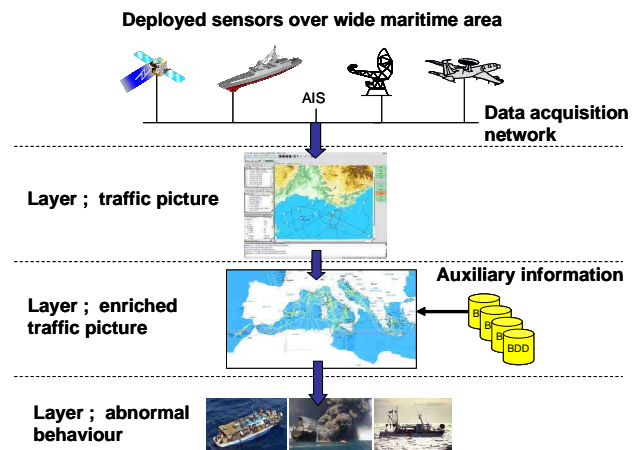 Deployed sensors over wide maritime area
AIS
Data acquisition
network
Layer ; traffic picture
Auxiliary information
Layer ; enriched
traffic picture
BDD
Layer ; abnormal
behaviour